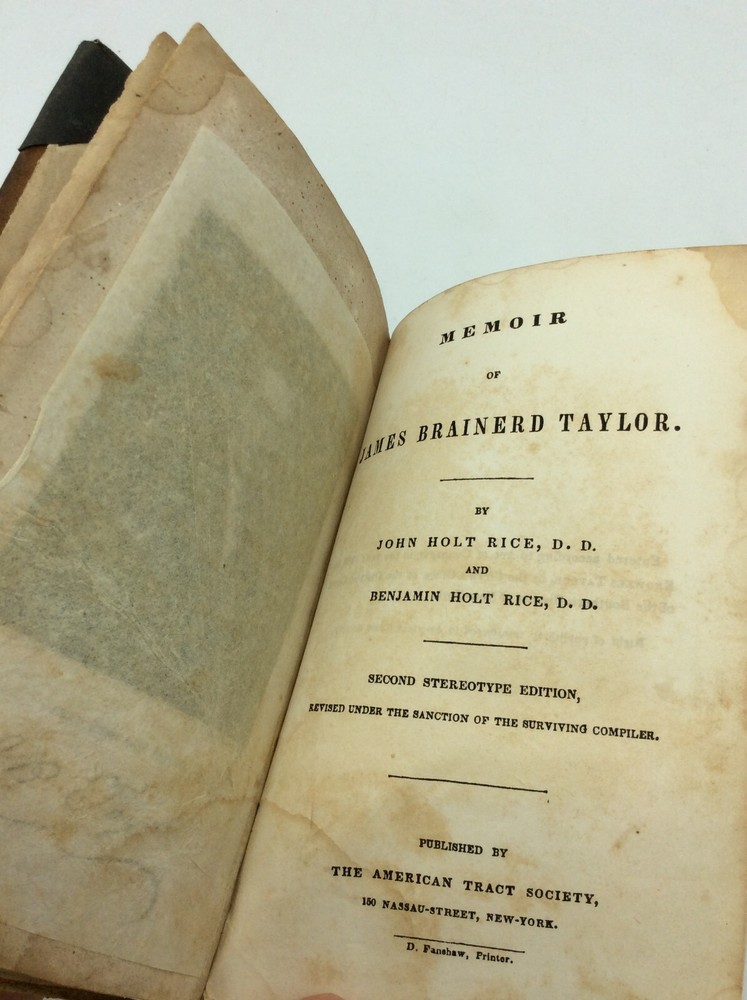 MEMOIR
OF
JAMES BRAINERD TAYLOR.
BY
JOHN HOLT RICE, D. D.
AND
BENJAMIN HOLT RICE, D. D.
SECOND STEREOTYPE EDITION,
REVISED UNDER THE SANCTION OF THE SURVIVING COMPILER.
PUBLISHED BY
THE AMERICAN TRACT SOCIETY,
150 NASSAU-STREET, NEW-YORK.
D. Fanshaw, Printer.